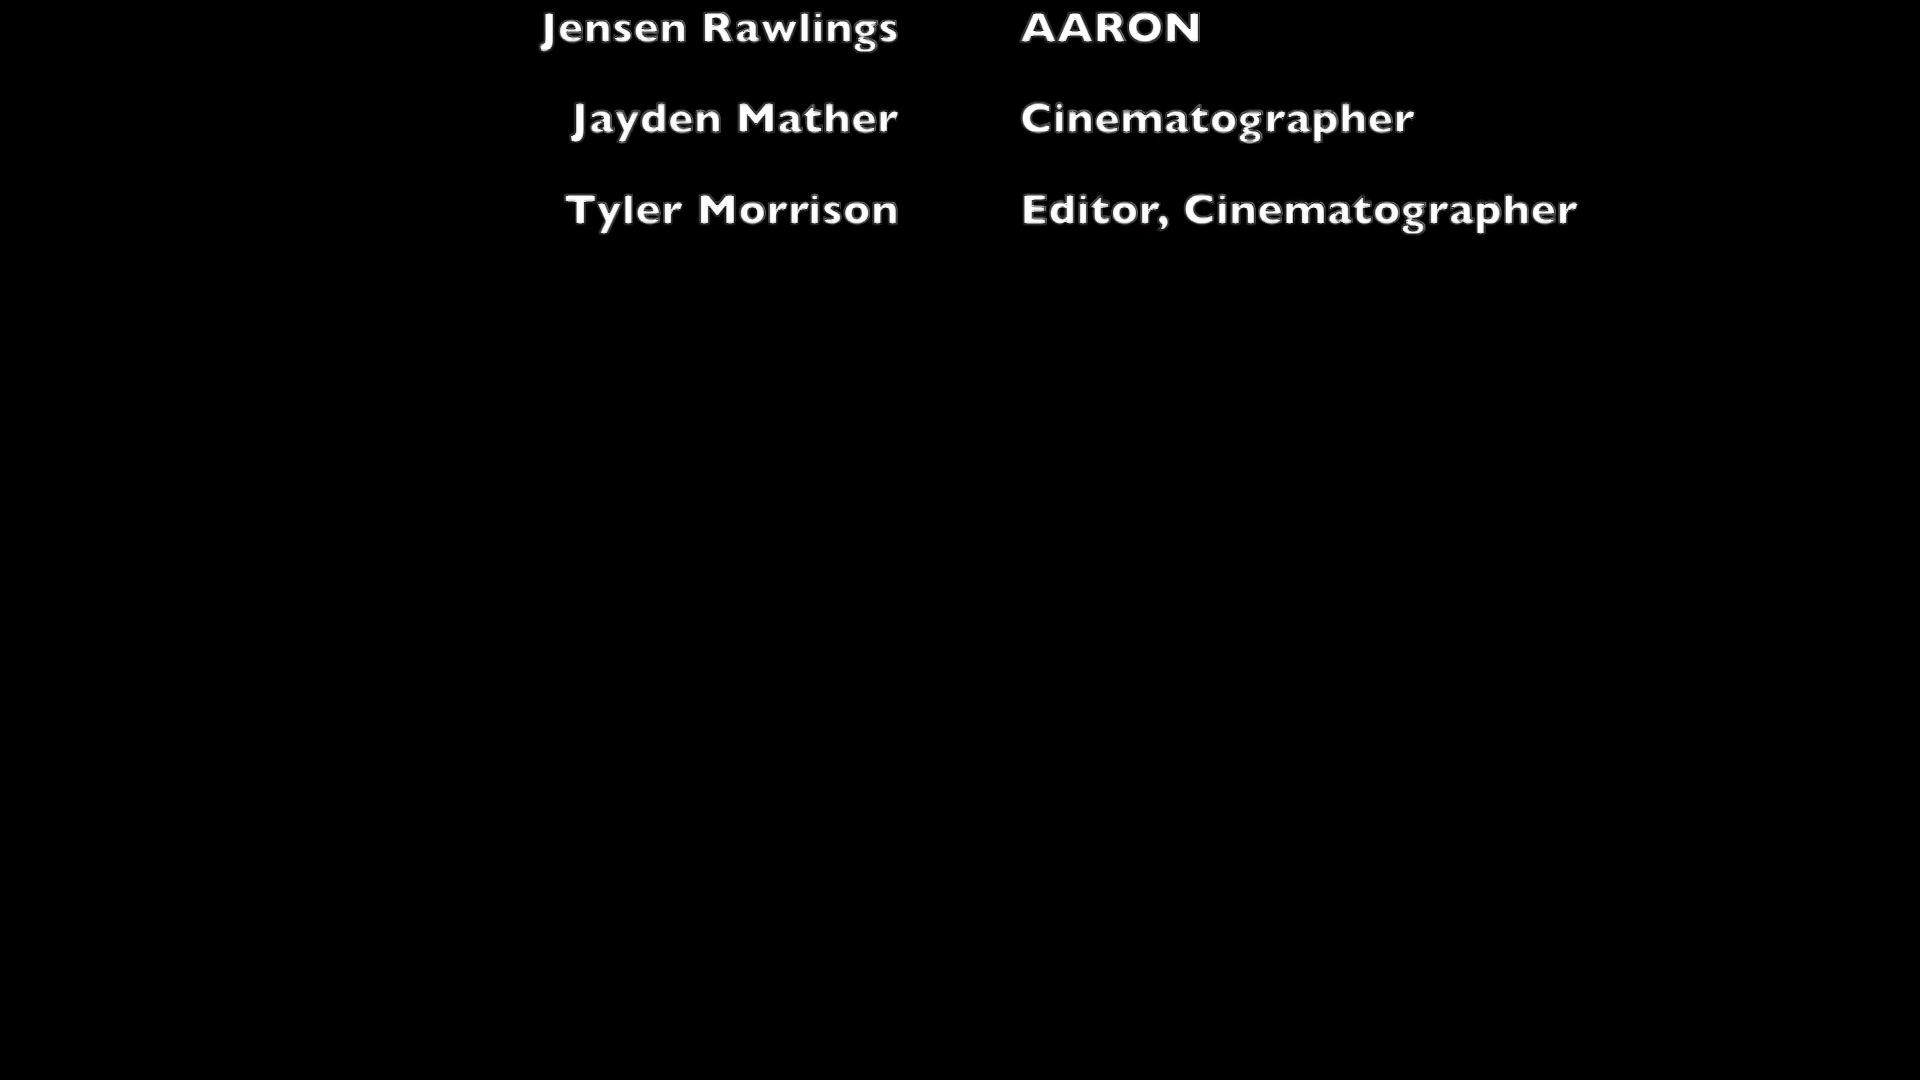 Jensen Rawlings AARON
Jayden Mather Cinematographer
Tyler Morrison Editor, Cinematographer